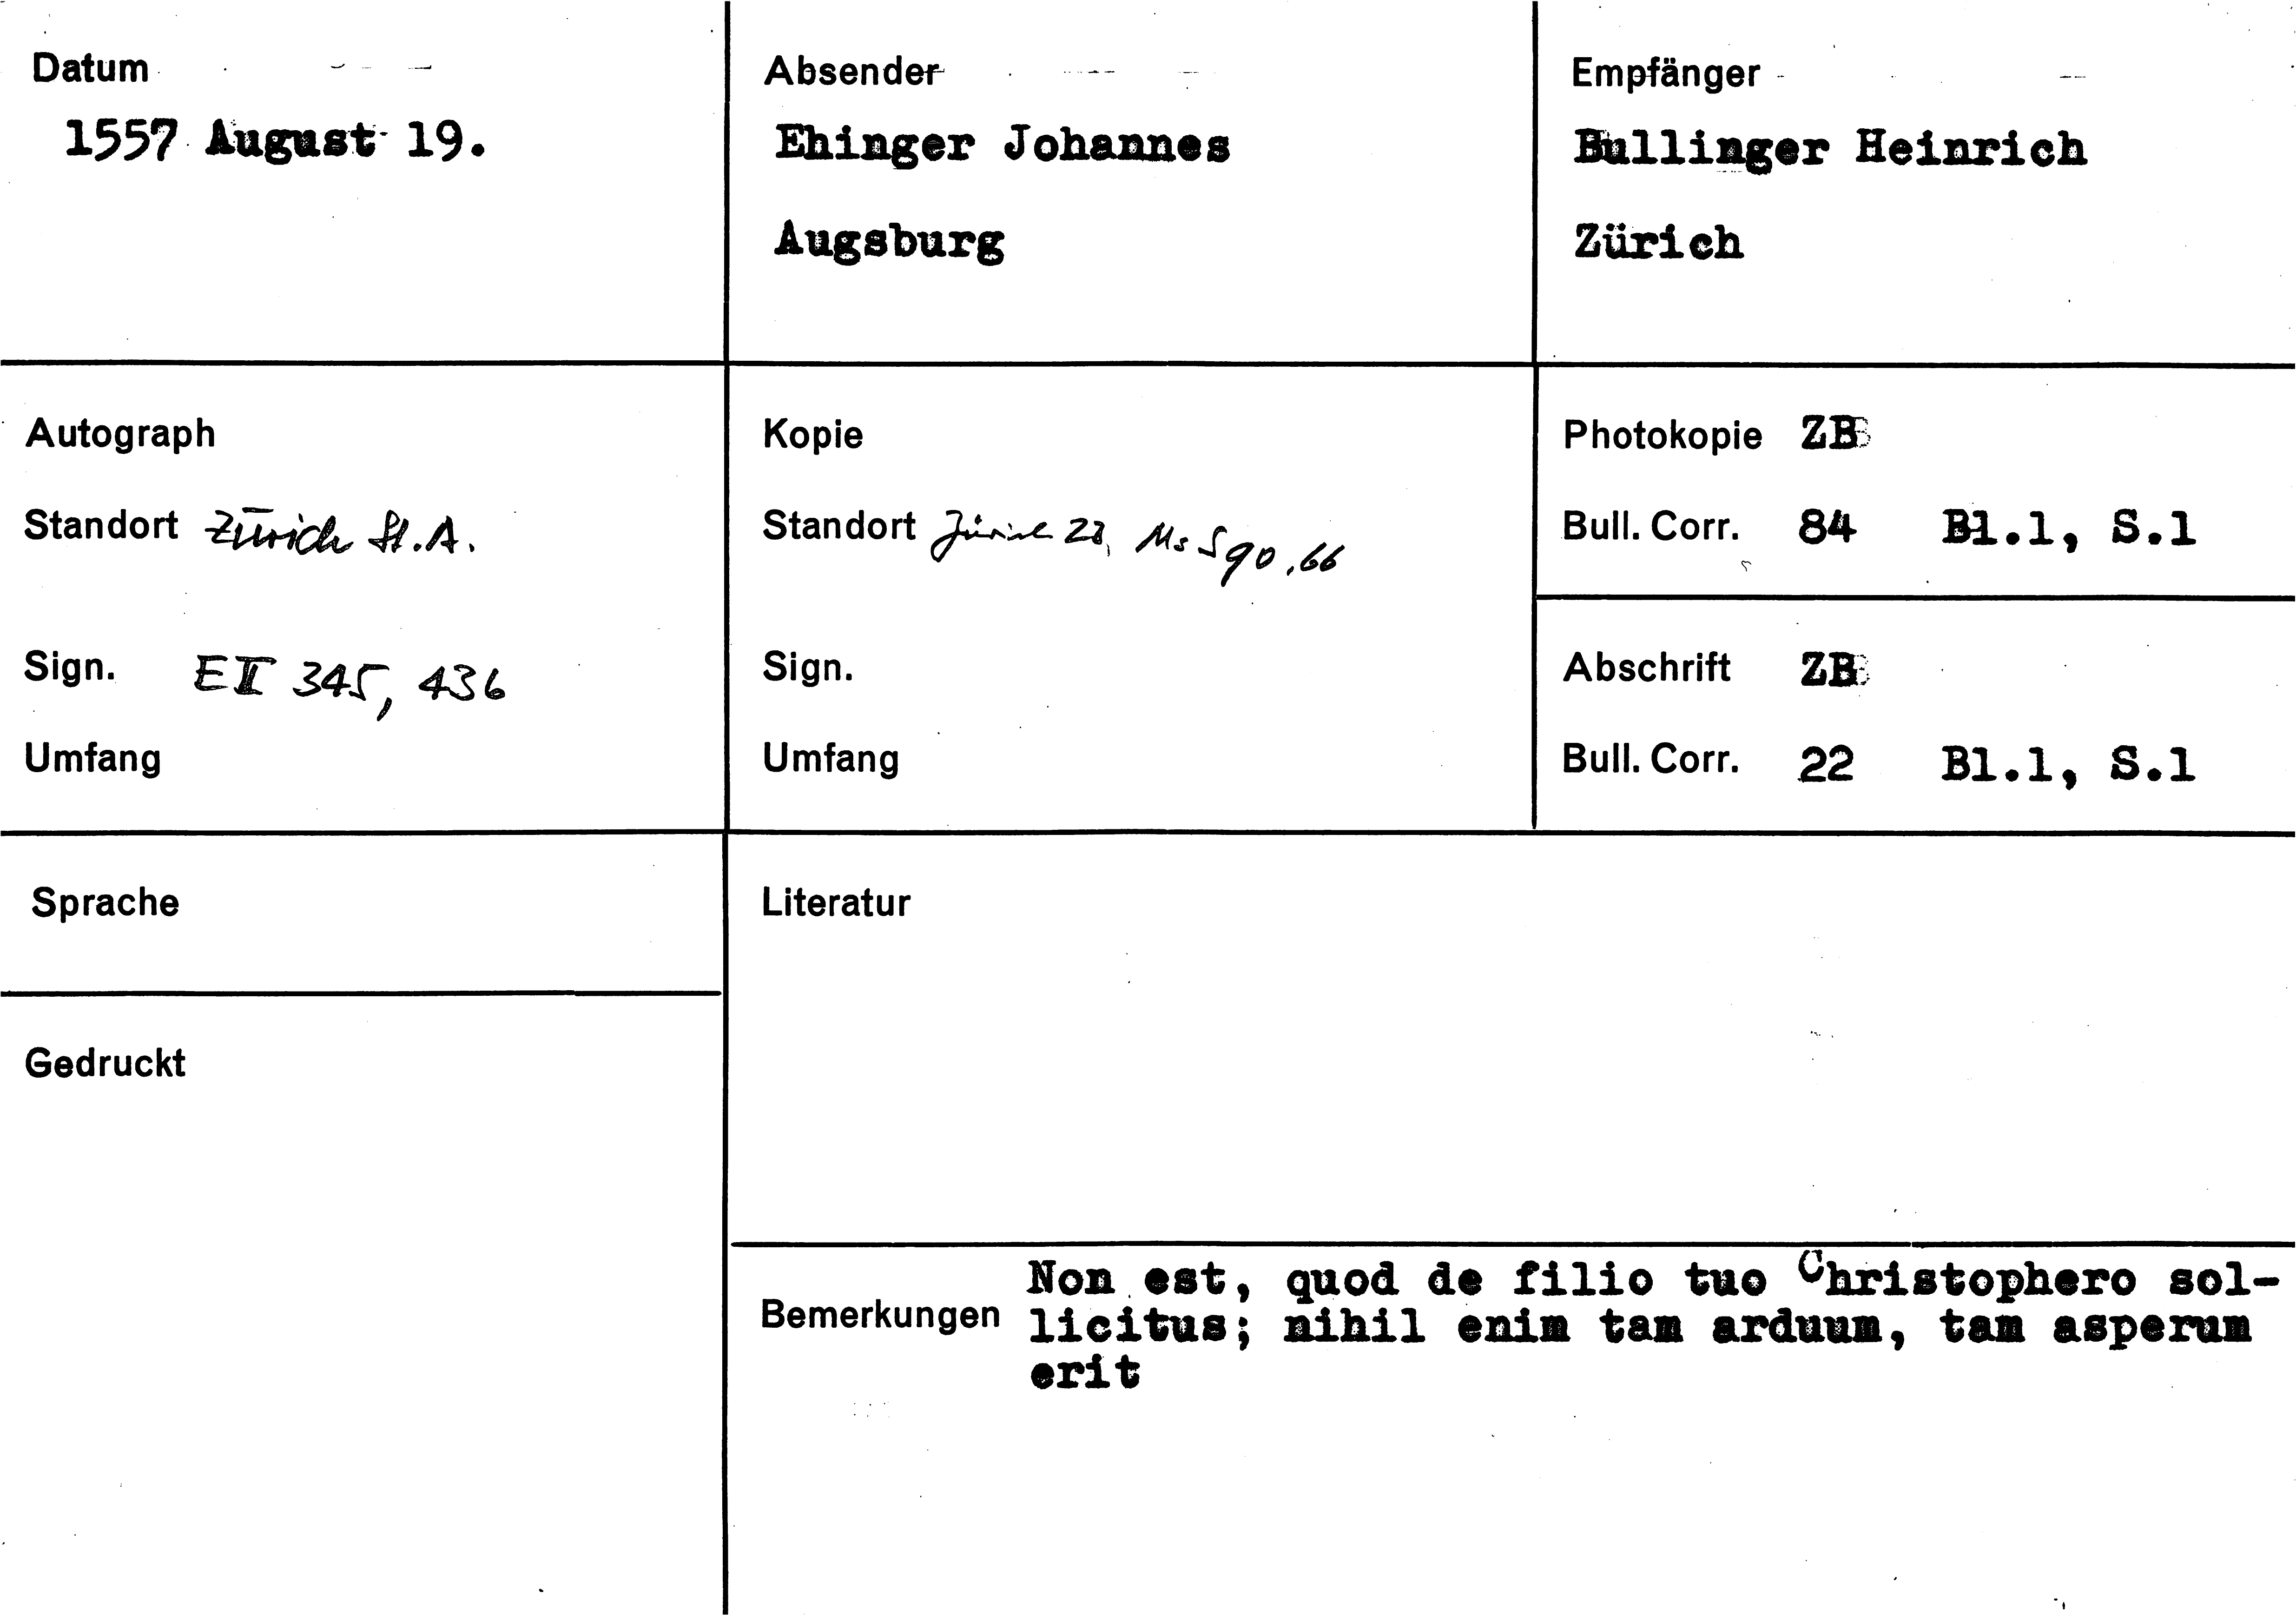 Datum
1557 August 19.
Absender
Ehinger Johannes
Augsburg
Empfänger
Bullinger Heinrich
Zürich
Autograph
Standort Zürich St.A.
Sign. EII 345, 436
Umfang
Kopie
Standort Zürich ZB, Ms S 90, 66
Sign.
Umfang
Photokopie ZB
Bull. Corr. 84 Bl.1, S.1
Abschrift ZB
Bull. Corr. 22 Bl.1, S.1
Sprache
Gedruckt
Literatur
Bemerkungen
Non est, quod de filio tuo Christophero sol-
licitus; nihil enim tam arduum, tam asperum
erit